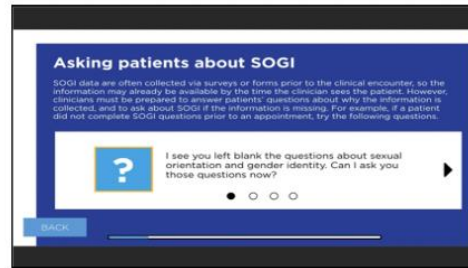 Asking patients about SOGI
SOGI data are often collected via surveys or forms prior to the clinical encounter, so the
information may already be available by the time the clinician sees the patient. However,
clinicians must be prepared to answer patients' questions about why the information is
collected, and to ask about SOGI if the information is missing. For example, if a patient
did not complete SOGI questions prior to an appointment, try the following questions.
?
I see you left blank the questions about sexual
orientation and gender identity. Can I ask you
those questions now?
BACK